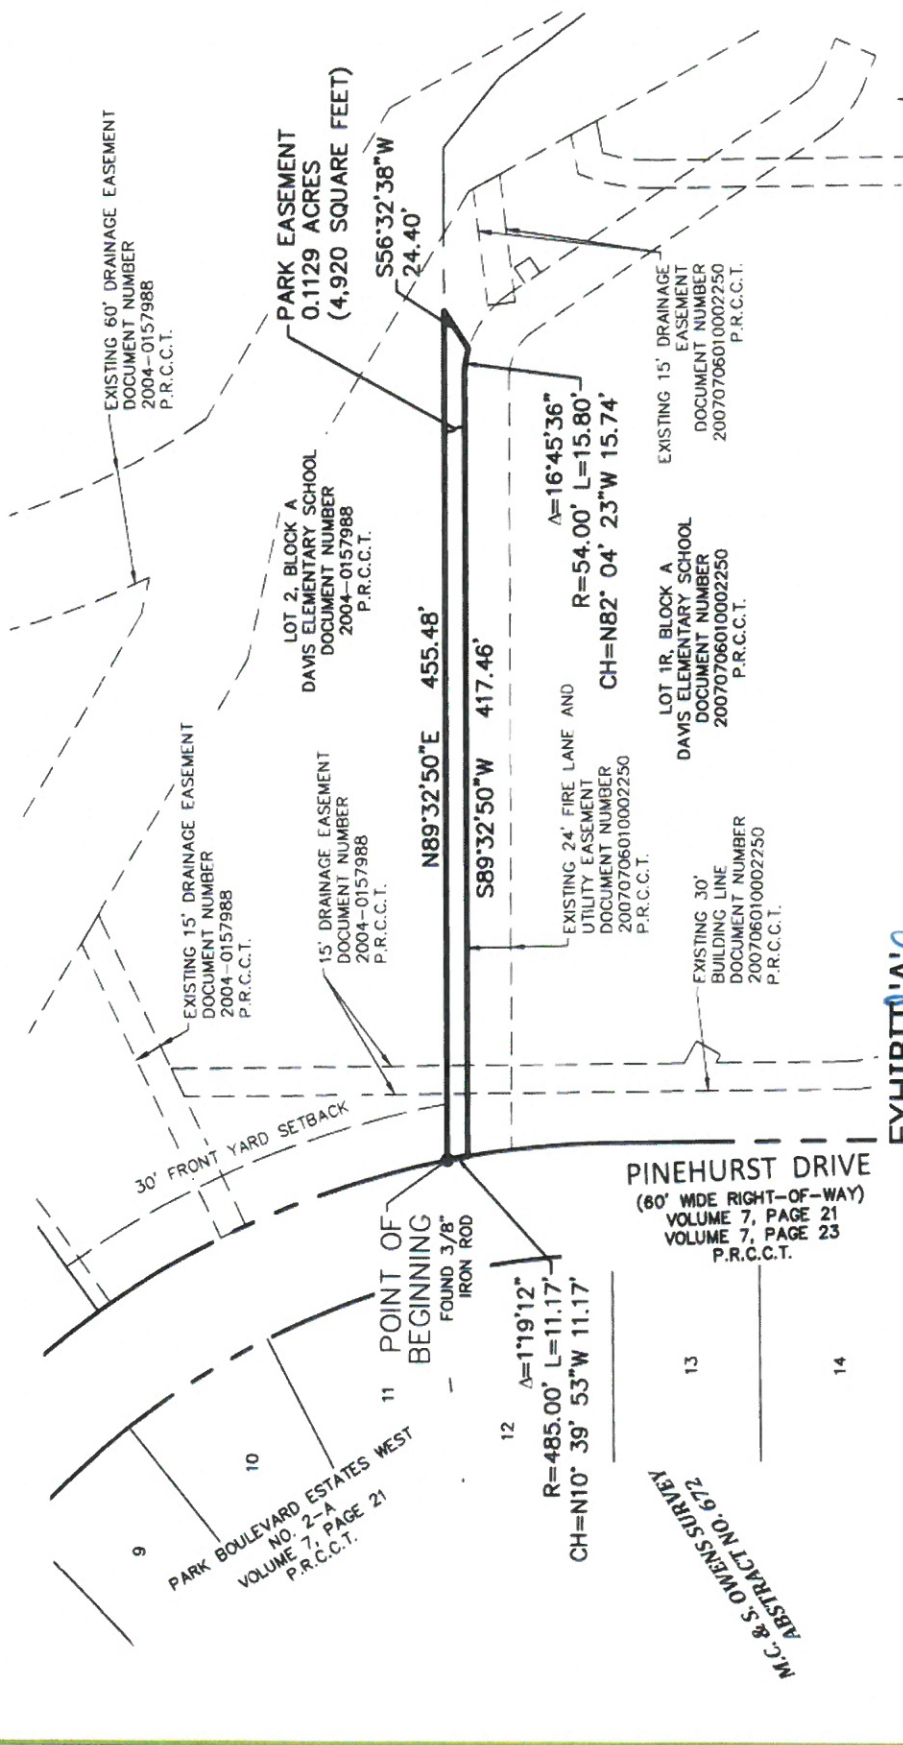 EXISTING 60' DRAINAGE EASEMENT
DOCUMENT NUMBER
2004-0157988
P.R.C.C.T.
PARK EASEMENT
0.1129 ACRES
(4,920 SQUARE FEET)
S56°32'38"W
24.40'
LOT 2, BLOCK A
DAVIS ELEMENTARY SCHOOL
DOCUMENT NUMBER
2004-0157988
P.R.C.C.T.
EXISTING 15' DRAINAGE EASEMENT
DOCUMENT NUMBER
2004-0157988
P.R.C.C.T.
15' DRAINAGE EASEMENT
DOCUMENT NUMBER
2004-0157988
P.R.C.C.T.
30' FRONT YARD SETBACK
N89°32'50"E 455.48'
S89°32'50"W 417.46'
Δ=16°45'36"
R=54.00' L=15.80'
CH=N82° 04' 23"W 15.74'
EXISTING 15' DRAINAGE
EASEMENT
DOCUMENT NUMBER
20070706010002250
P.R.C.C.T.
EXISTING 24' FIRE LANE AND
UTILITY EASEMENT
DOCUMENT NUMBER
20070706010002250
P.R.C.C.T.
LOT 1R, BLOCK A
DAVIS ELEMENTARY SCHOOL
DOCUMENT NUMBER
20070706010002250
P.R.C.C.T.
EXISTING 30'
BUILDING LINE
DOCUMENT NUMBER
20070706010002250
P.R.C.C.T.
POINT OF
BEGINNING
FOUND 3/8"
IRON ROD
Δ=1°19'12"
R=485.00' L=11.17'
CH=N10° 39' 53"W 11.17'
PINEHURST DRIVE
(60' WIDE RIGHT-OF-WAY)
VOLUME 7, PAGE 21
VOLUME 7, PAGE 23
P.R.C.C.T.
9
10
11
12
13
14
PARK BOULEVARD ESTATES WEST
NO. 2-A
VOLUME 7, PAGE 21
P.R.C.C.T.
M.C. & S. OWENS SURVEY
ABSTRACT NO. 672
EXHIBIT 'A'